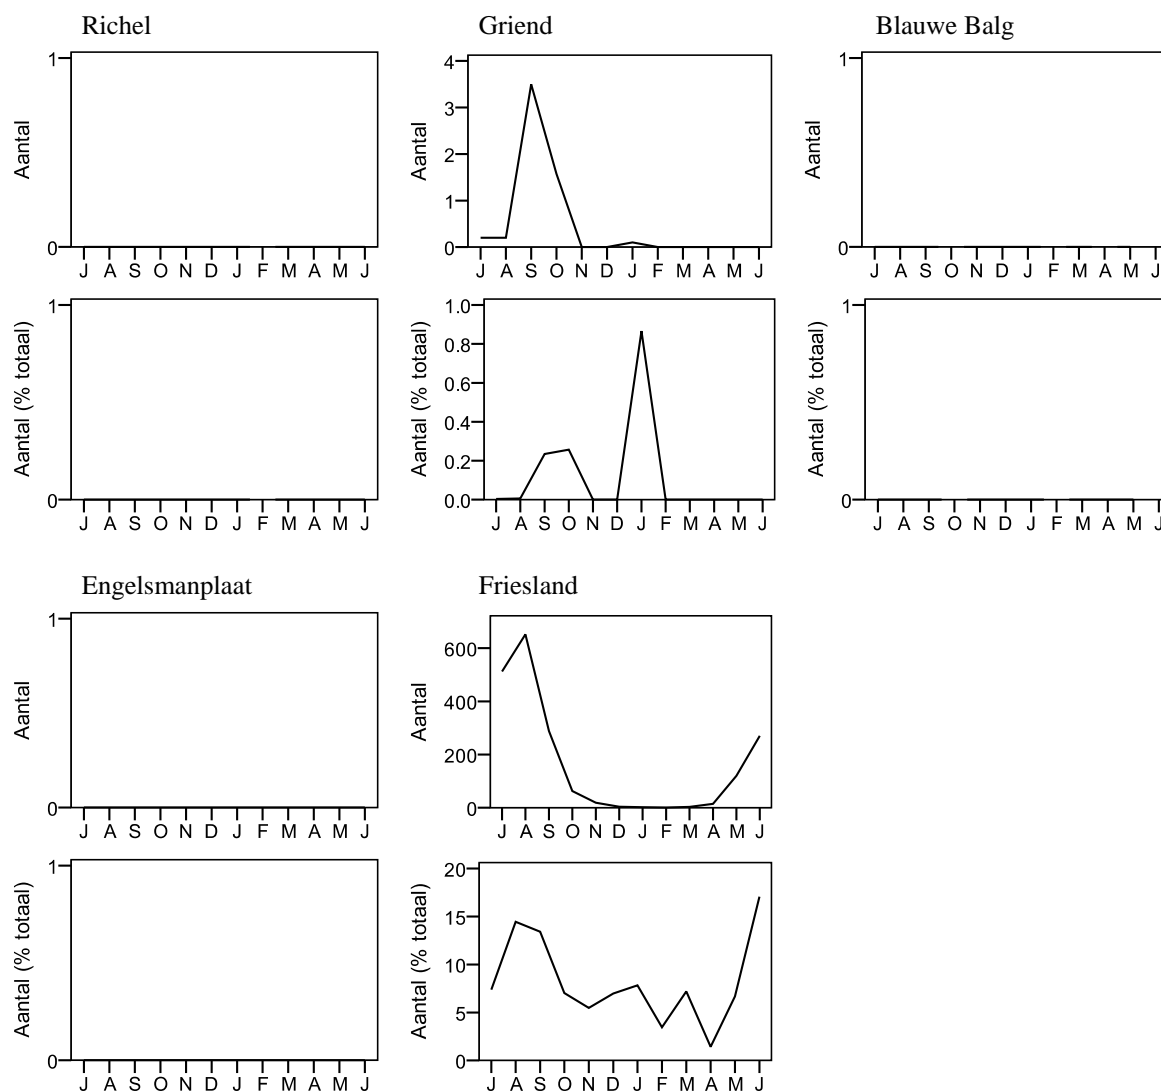 Richel
1
Aantal
0
J A S O N D J F M A M J
1
Aantal (% totaal)
0
J A S O N D J F M A M J
Griend
4
3
Aantal
2
1
0
J A S O N D J F M A M J
1.0
0.8
Aantal (% totaal)
0.6
0.4
0.2
0.0
J A S O N D J F M A M J
Blauwe Balg
1
Aantal
0
J A S O N D J F M A M J
1
Aantal (% totaal)
0
J A S O N D J F M A M J
Engelsmanplaat
1
Aantal
0
J A S O N D J F M A M J
1
Aantal (% totaal)
0
J A S O N D J F M A M J
Friesland
600
Aantal
400
200
0
J A S O N D J F M A M J
20
Aantal (% totaal)
15
10
5
0
J A S O N D J F M A M J